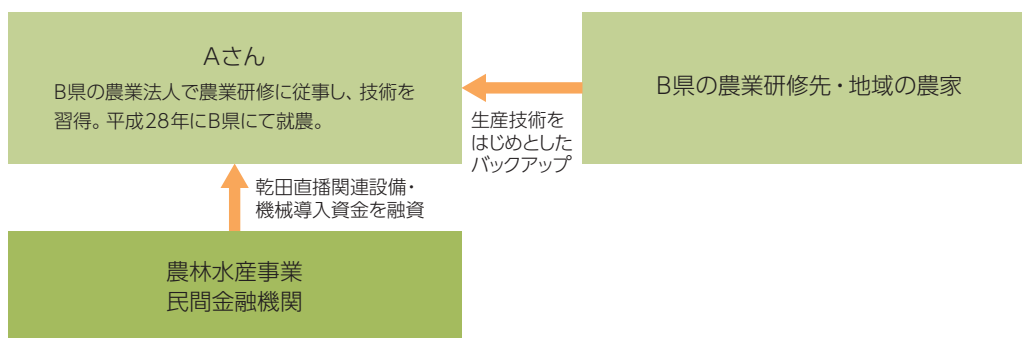 Aさん
B県の農業法人で農業研修に従事し、技術を
習得。平成28年にB県にて就農。
生産技術を
はじめとした
バックアップ
B県の農業研修先・地域の農家
乾田直播関連設備・
機械導入資金を融資
農林水産事業
民間金融機関